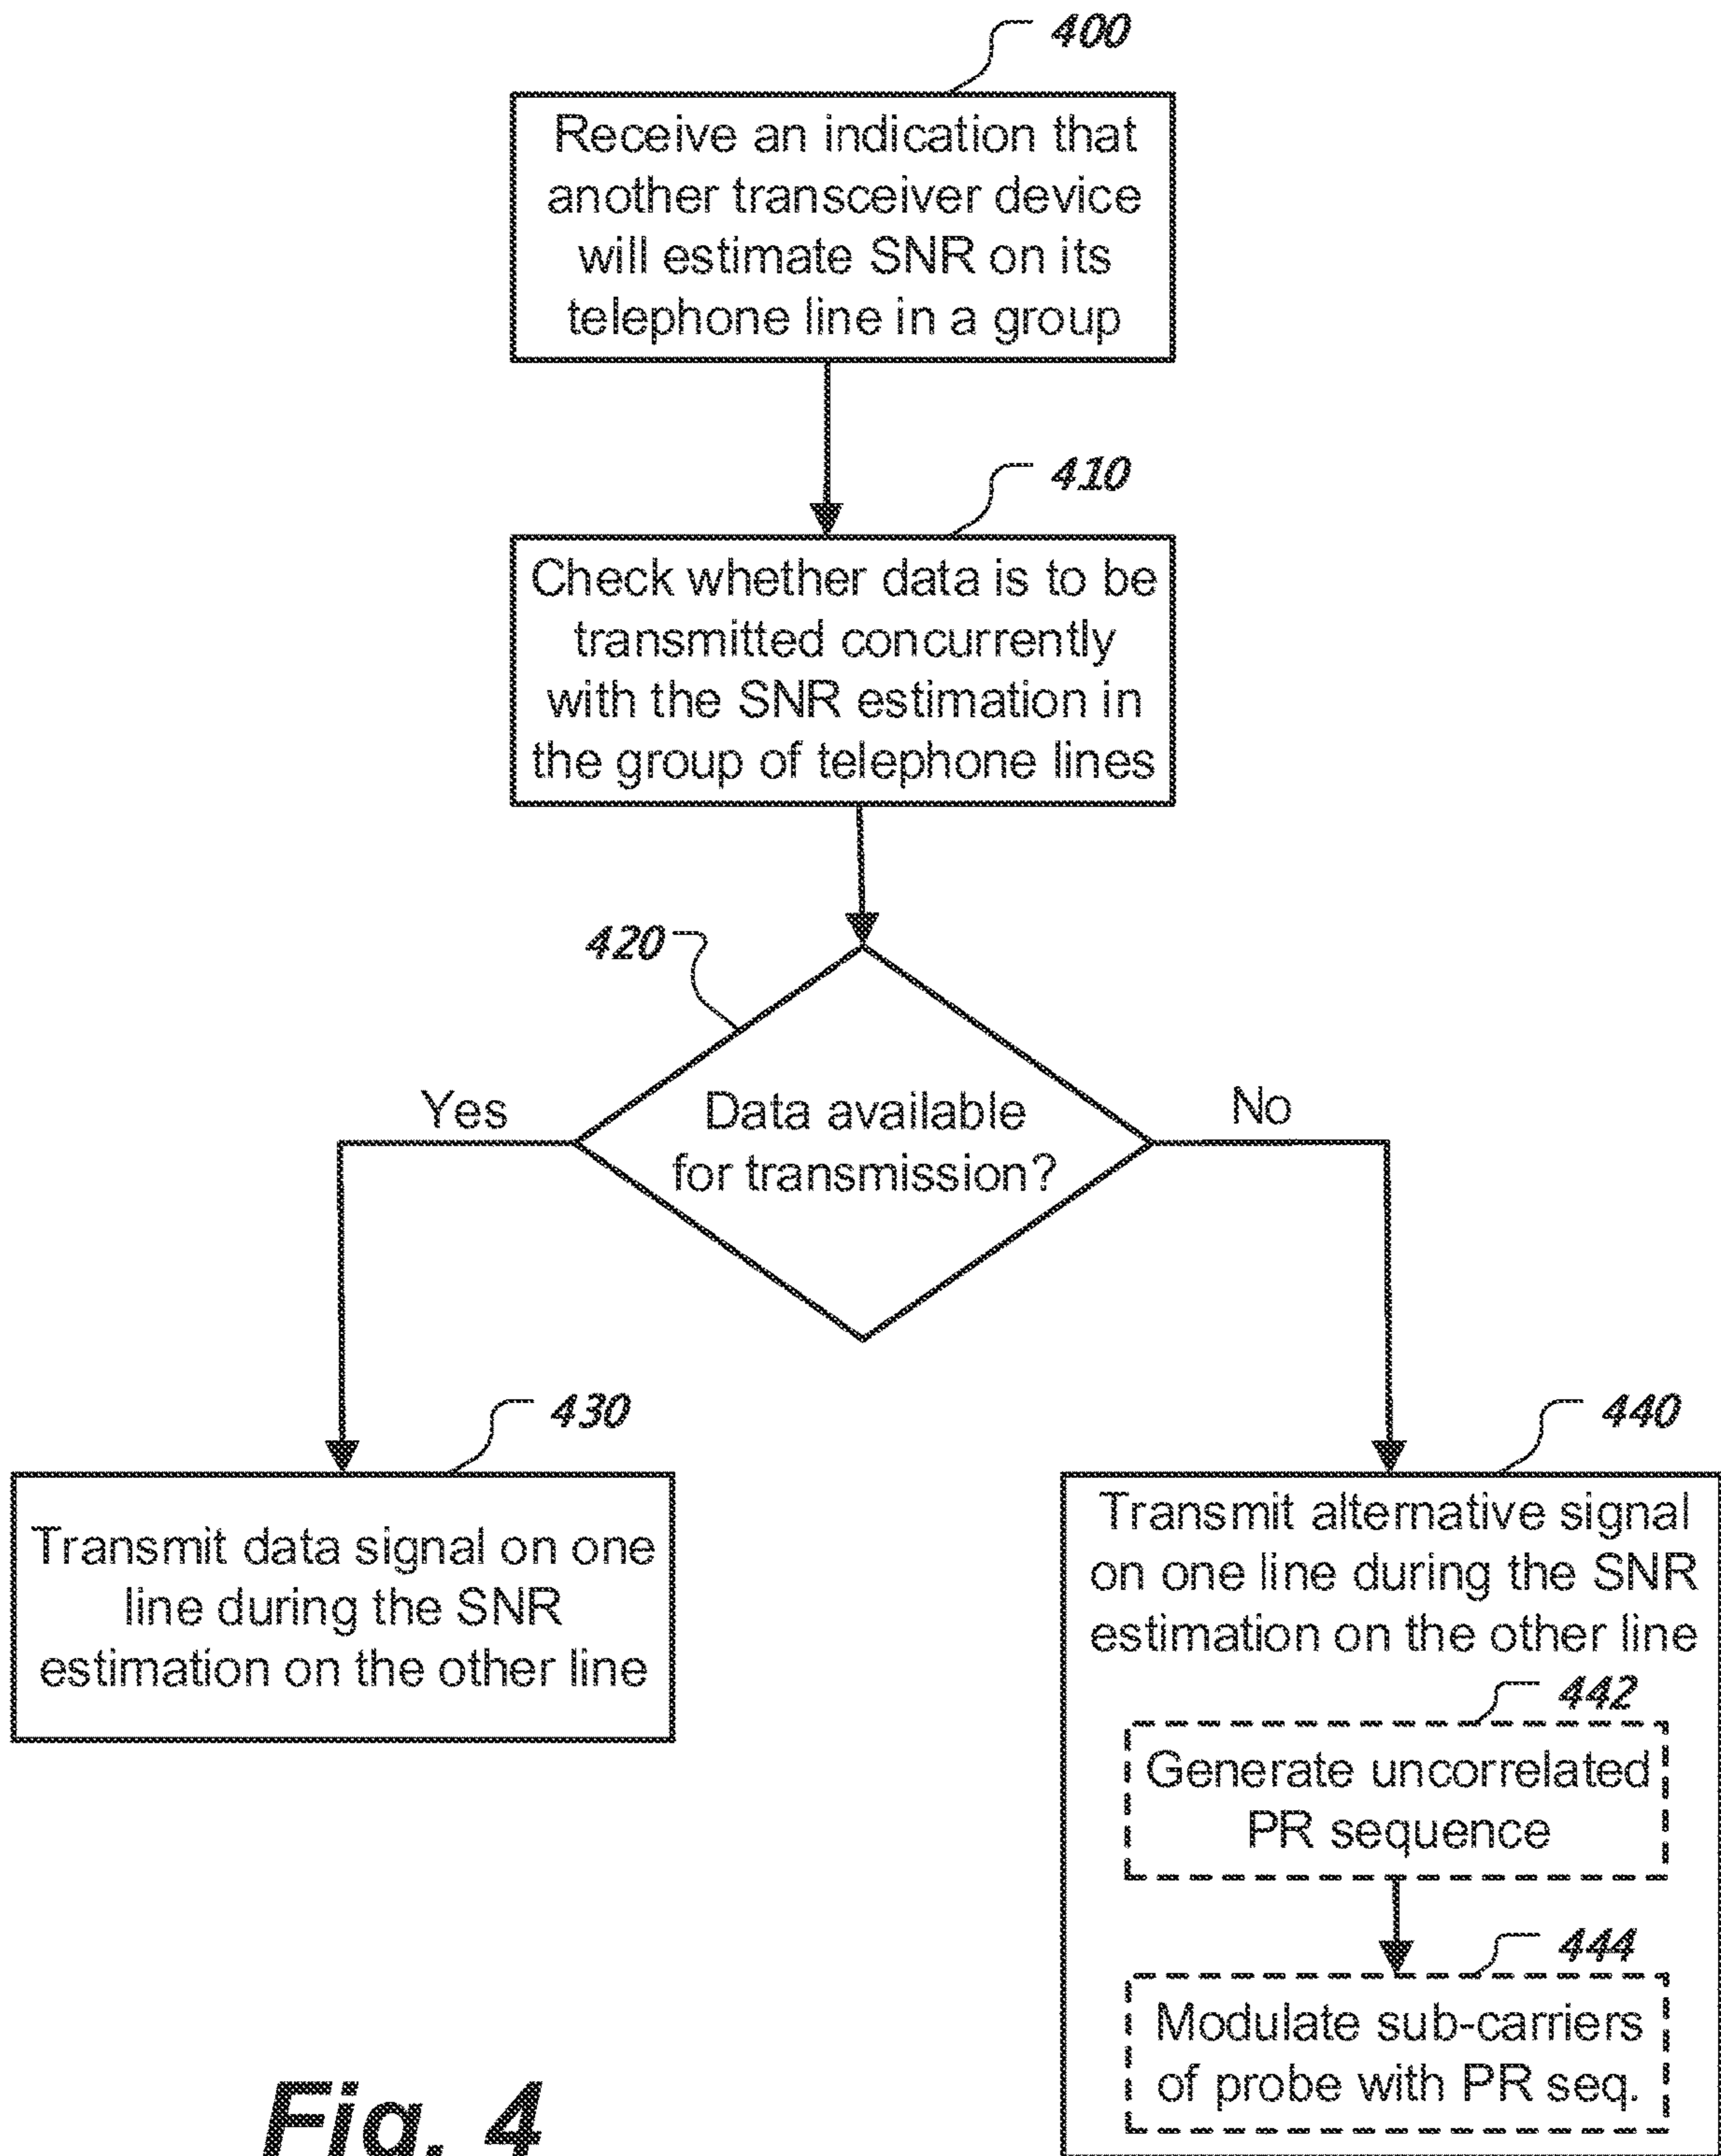 400
Receive an indication that
another transceiver device
will estimate SNR on its
telephone line in a group
410
Check whether data is to be
transmitted concurrently
with the SNR estimation in
the group of telephone lines
420
Yes
Data available
for transmission?
No
430
Transmit data signal on one
line during the SNR
estimation on the other line
440
Transmit alternative signal
on one line during the SNR
estimation on the other line
442
Generate uncorrelated
PR sequence
444
Modulate sub-carriers
of probe with PR seq.
Fig. 4